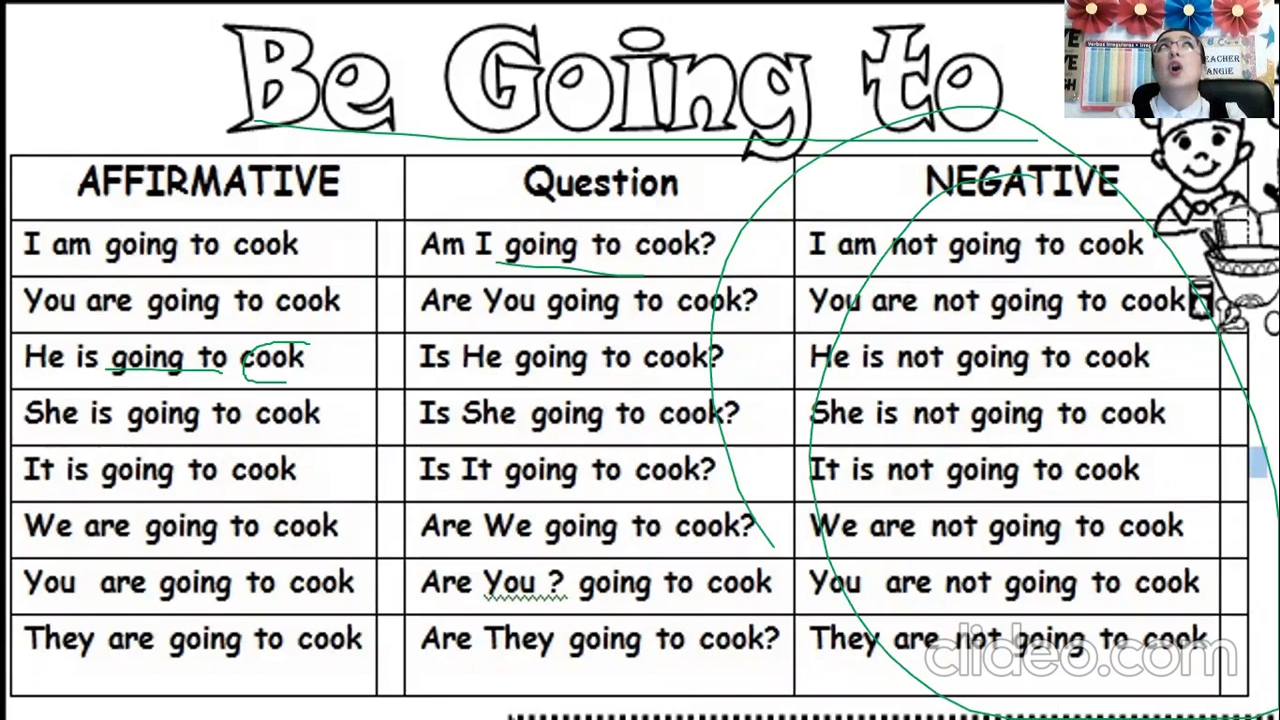 Be Going to
AFFIRMATIVE Question NEGATIVE
I am going to cook Am I going to cook? I am not going to cook
You are going to cook Are You going to cook? You are not going to cook
He is going to cook Is He going to cook? He is not going to cook
She is going to cook Is She going to cook? She is not going to cook
It is going to cook Is It going to cook? It is not going to cook
We are going to cook Are We going to cook? We are not going to cook
You are going to cook Are You ? going to cook You are not going to cook
They are going to cook Are They going to cook? They are not going to cook
clideo.com
Verbos irregulares
TEACHER
ANGIE